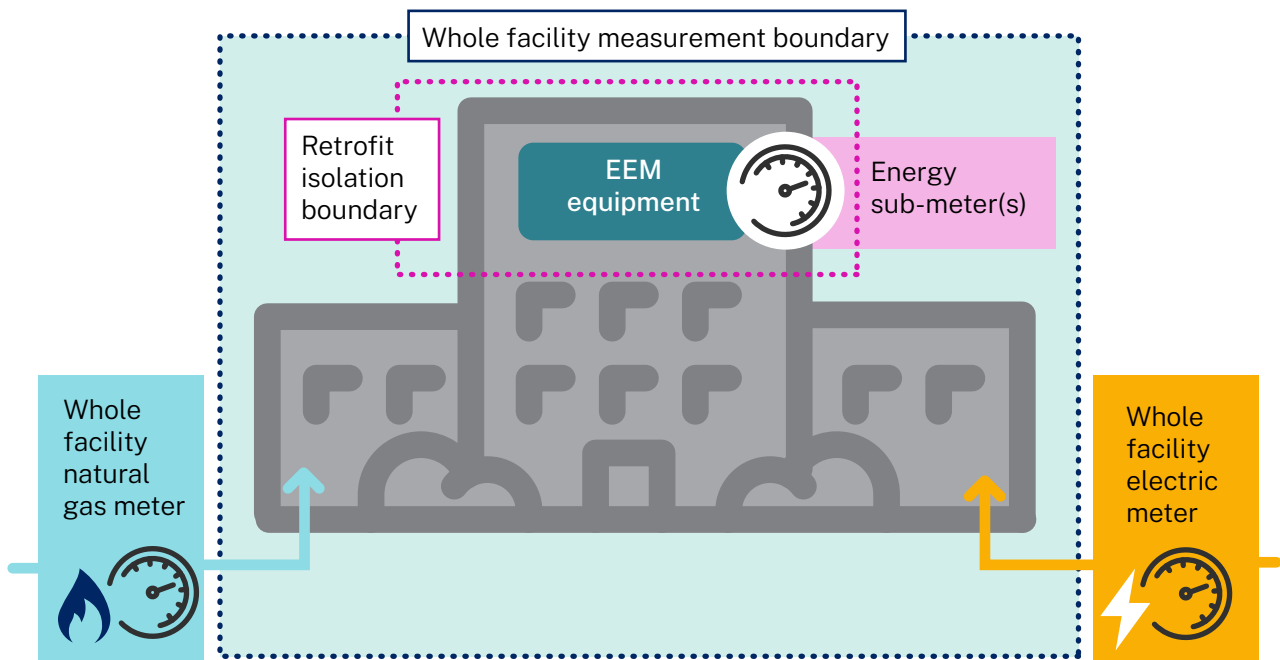 Whole facility measurement boundary
Retrofit
isolation
boundary
EEM
equipment
Energy
sub-meter(s)
Whole
facility
natural
gas meter
Whole
facility
electric
meter